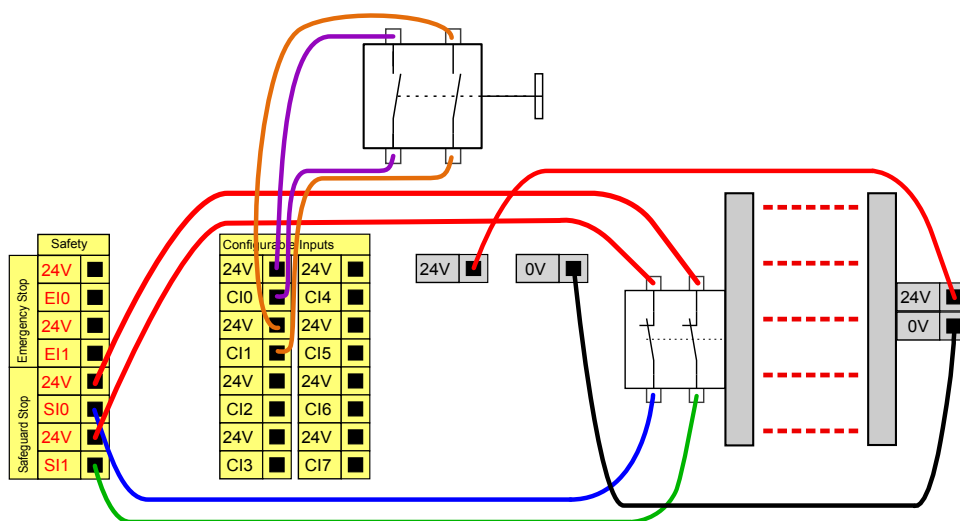 Safety
Emergency Stop
24V
EI0
24V
EI1
Safeguard Stop
24V
SI0
24V
SI1
Configurable Inputs
24V 24V
CI0 CI4
24V 24V
CI1 CI5
24V 24V
CI2 CI6
24V 24V
CI3 CI7
24V 0V
24V
0V